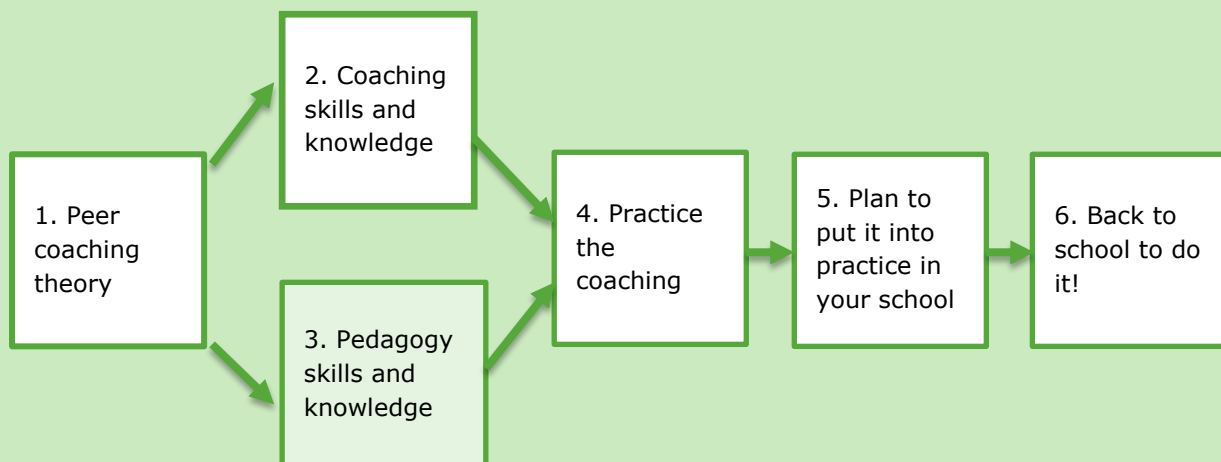 1. Peer
coaching
theory
2. Coaching
skills and
knowledge
3. Pedagogy
skills and
knowledge
4. Practice
the
coaching
5. Plan to
put it into
practice in
your school
6. Back to
school to do
it!